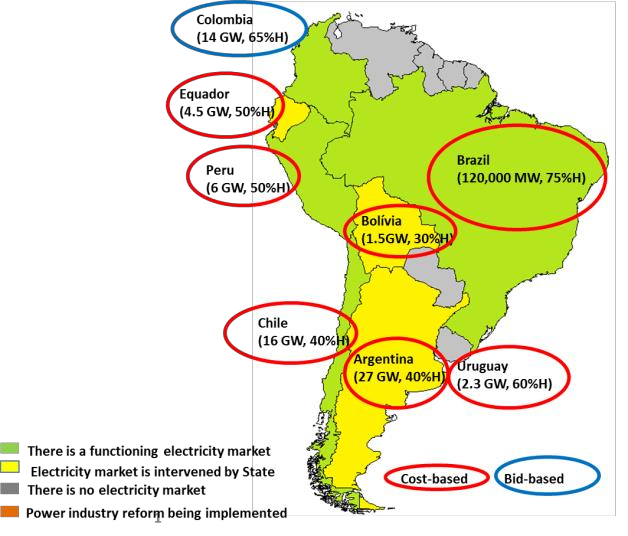 Colombia
(14 GW, 65%H)
Equador
(4.5 GW, 50%H)
Peru
(6 GW, 50%H)
Brazil
(120,000 MW, 75%H)
Bolívia
(1.5GW, 30%H)
Chile
(16 GW, 40%H)
Argentina
(27 GW, 40%H)
Uruguay
(2.3 GW, 60%H)
There is a functioning electricity market
Electricity market is intervened by State
There is no electricity market
Power industry reform being implemented
Cost-based
Bid-based